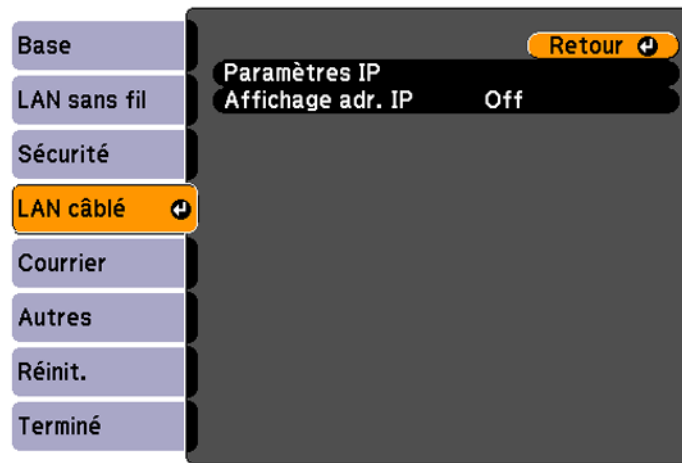 Base
LAN sans fil
Sécurité
LAN câblé
Courrier
Autres
Réinit.
Terminé
Retour
Paramètres IP
Affichage adr. IP Off